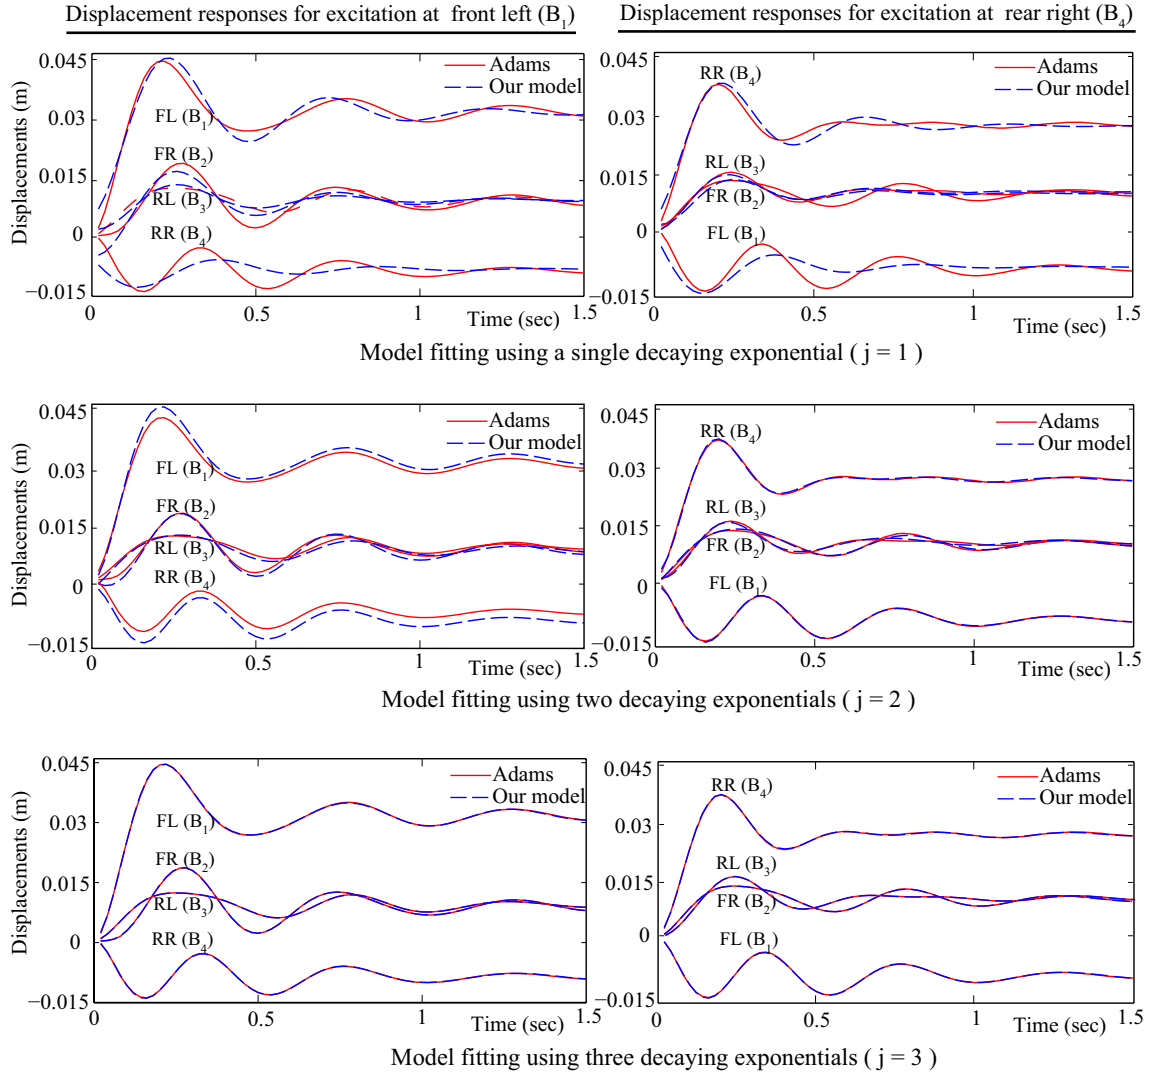 Displacement responses for excitation at front left (B1)
Displacement responses for excitation at rear right (B4)
Displacements (m)
0.045
0.03
0.015
0
−0.015
0
0.5
1
1.5
Time (sec)
Adams
Our model
FL (B1)
FR (B2)
RL (B3)
RR (B4)
0.045
0.03
0.015
0
−0.015
0
0.5
1
1.5
Time (sec)
Adams
Our model
RR (B4)
RL (B3)
FR (B2)
FL (B1)
Model fitting using a single decaying exponential ( j = 1 )
Displacements (m)
0.045
0.03
0.015
0
−0.015
0
0.5
1
1.5
Time (sec)
Adams
Our model
FL (B1)
FR (B2)
RL (B3)
RR (B4)
0.045
0.03
0.015
0
−0.015
0
0.5
1
1.5
Time (sec)
Adams
Our model
RR (B4)
RL (B3)
FR (B2)
FL (B1)
Model fitting using two decaying exponentials ( j = 2 )
Displacements (m)
0.045
0.03
0.015
0
−0.015
0
0.5
1
1.5
Time (sec)
Adams
Our model
FL (B1)
FR (B2)
RL (B3)
RR (B4)
0.045
0.03
0.015
0
−0.015
0
0.5
1
1.5
Time (sec)
Adams
Our model
RR (B4)
RL (B3)
FR (B2)
FL (B1)
Model fitting using three decaying exponentials ( j = 3 )